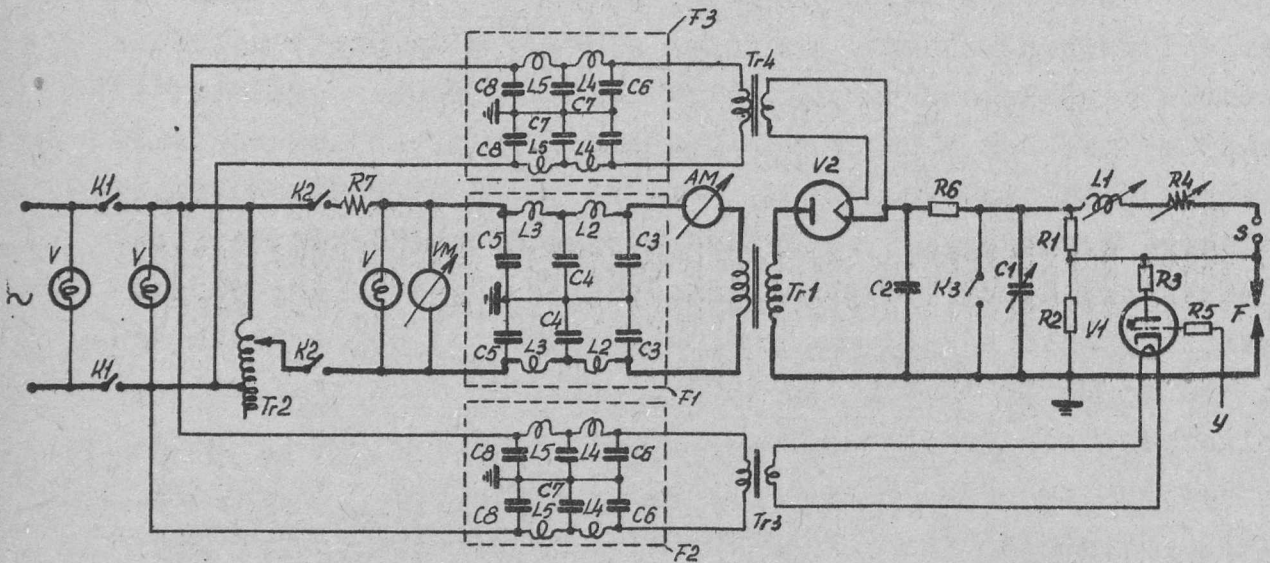 F3
Tr4
C8 L5 L4 C6
C7
C7
C8 L5 L4
V2
K1
K2 R7
AM
R6
L1 R4
S
V V V VM
L3 L2
C5 C3
C4
C4
C5 L3 L2 C3
Tr1
C2 K3 C1
R1
R3
R2
V1
R5
F
~
K1
K2
Tr2
F1
y
C8 L5 L4 C6
C7
C8 L5 L4 C6
Tr3
F2